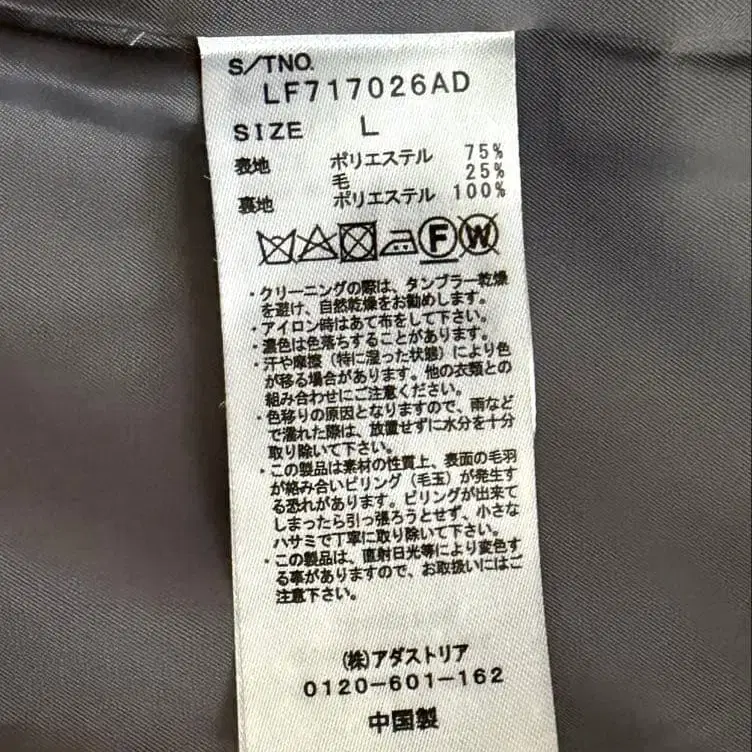 S/TNO.
LF717026AD
SIZE L
表地 ポリエステル 75%
毛 25%
裏地 ポリエステル 100%
F W
・クリーニングの際は、タンブラー乾燥
を避け、自然乾燥をお勧めします。
・アイロン時はあて布をして下さい。
・濃色は色落ちすることがあります。
・汗や摩擦（特に湿った状態）により色
が移る場合があります。他の衣類との
組み合わせにご注意ください。
・色移りの原因となりますので、雨など
で濡れた際は、放置せずに水分を十分
取り除いて下さい。
・この製品は素材の性質上、表面の毛羽
が絡み合いピリング（毛玉）が発生す
る恐れがあります。ピリングが出来て
しまったら引っ張ろうとせず、小さな
ハサミで丁寧に取り除いて下さい。
・この製品は、直射日光等により変色す
る事がありますので、お取扱いにはご
注意下さい。
(株)アダストリア
0120-601-162
中国製